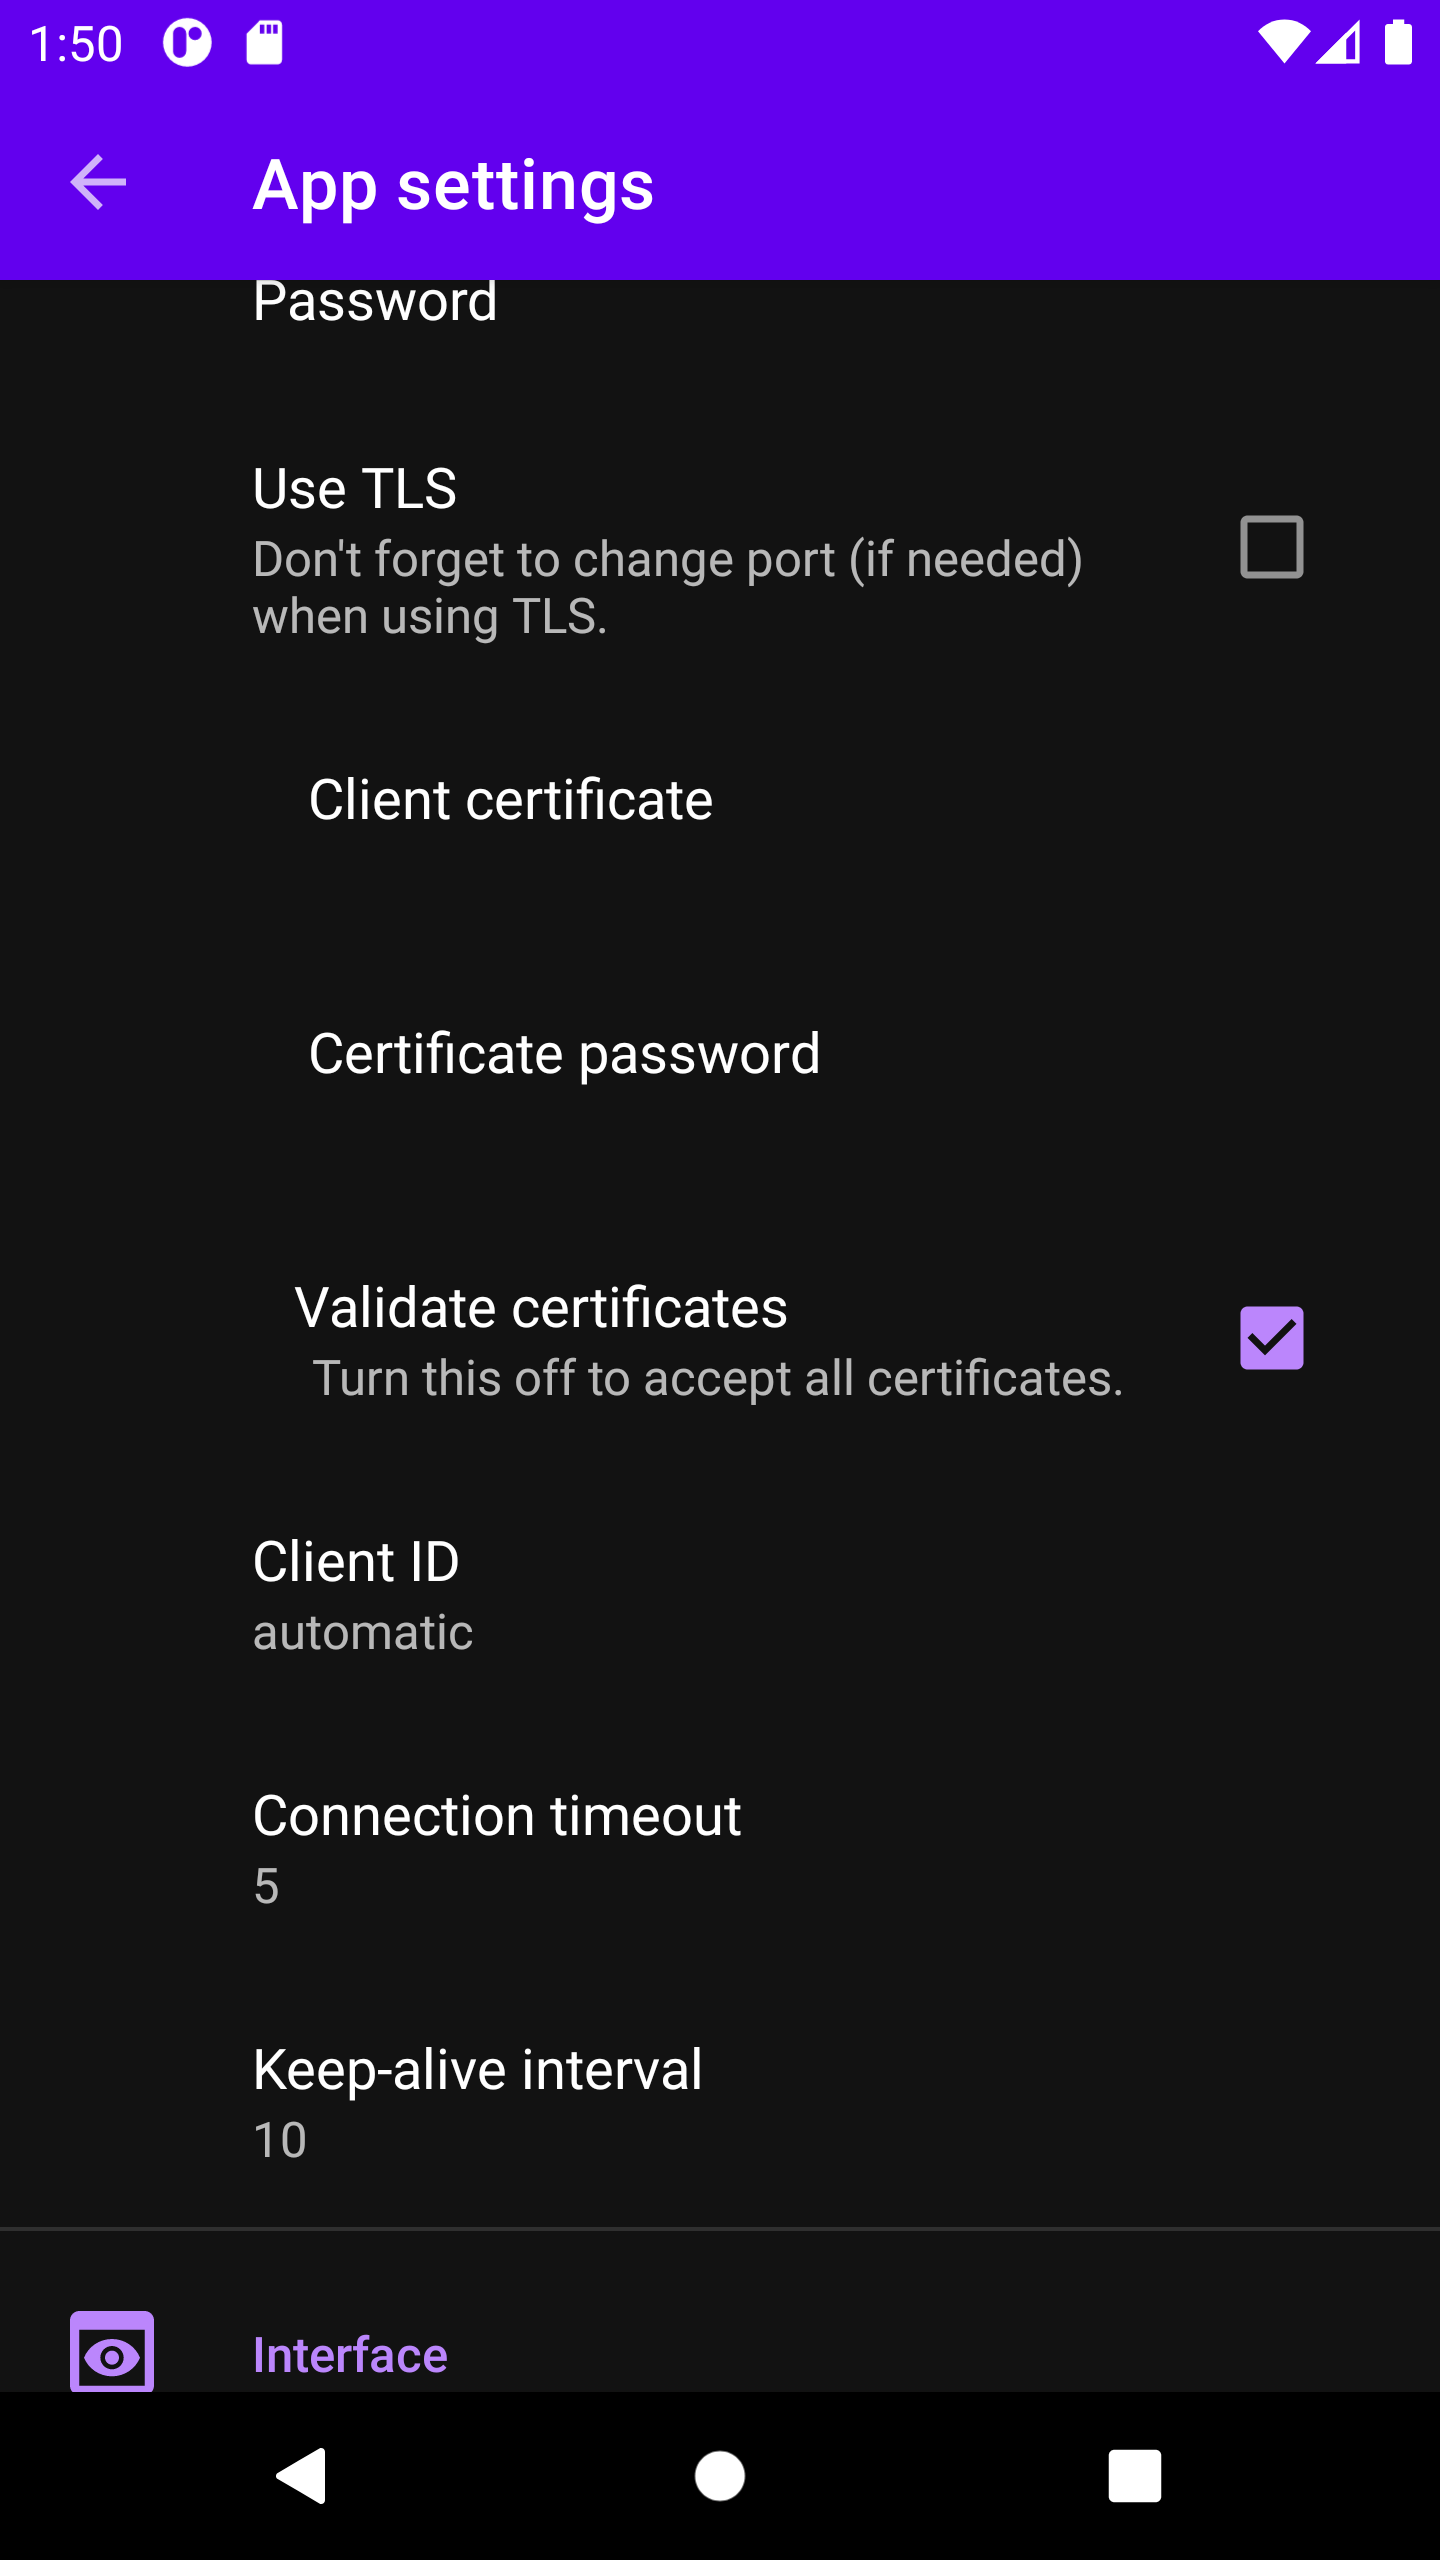 1:50
App settings
Password
Use TLS
Don't forget to change port (if needed)
when using TLS.
Client certificate
Certificate password
Validate certificates
Turn this off to accept all certificates.
Client ID
automatic
Connection timeout
5
Keep-alive interval
10
Interface